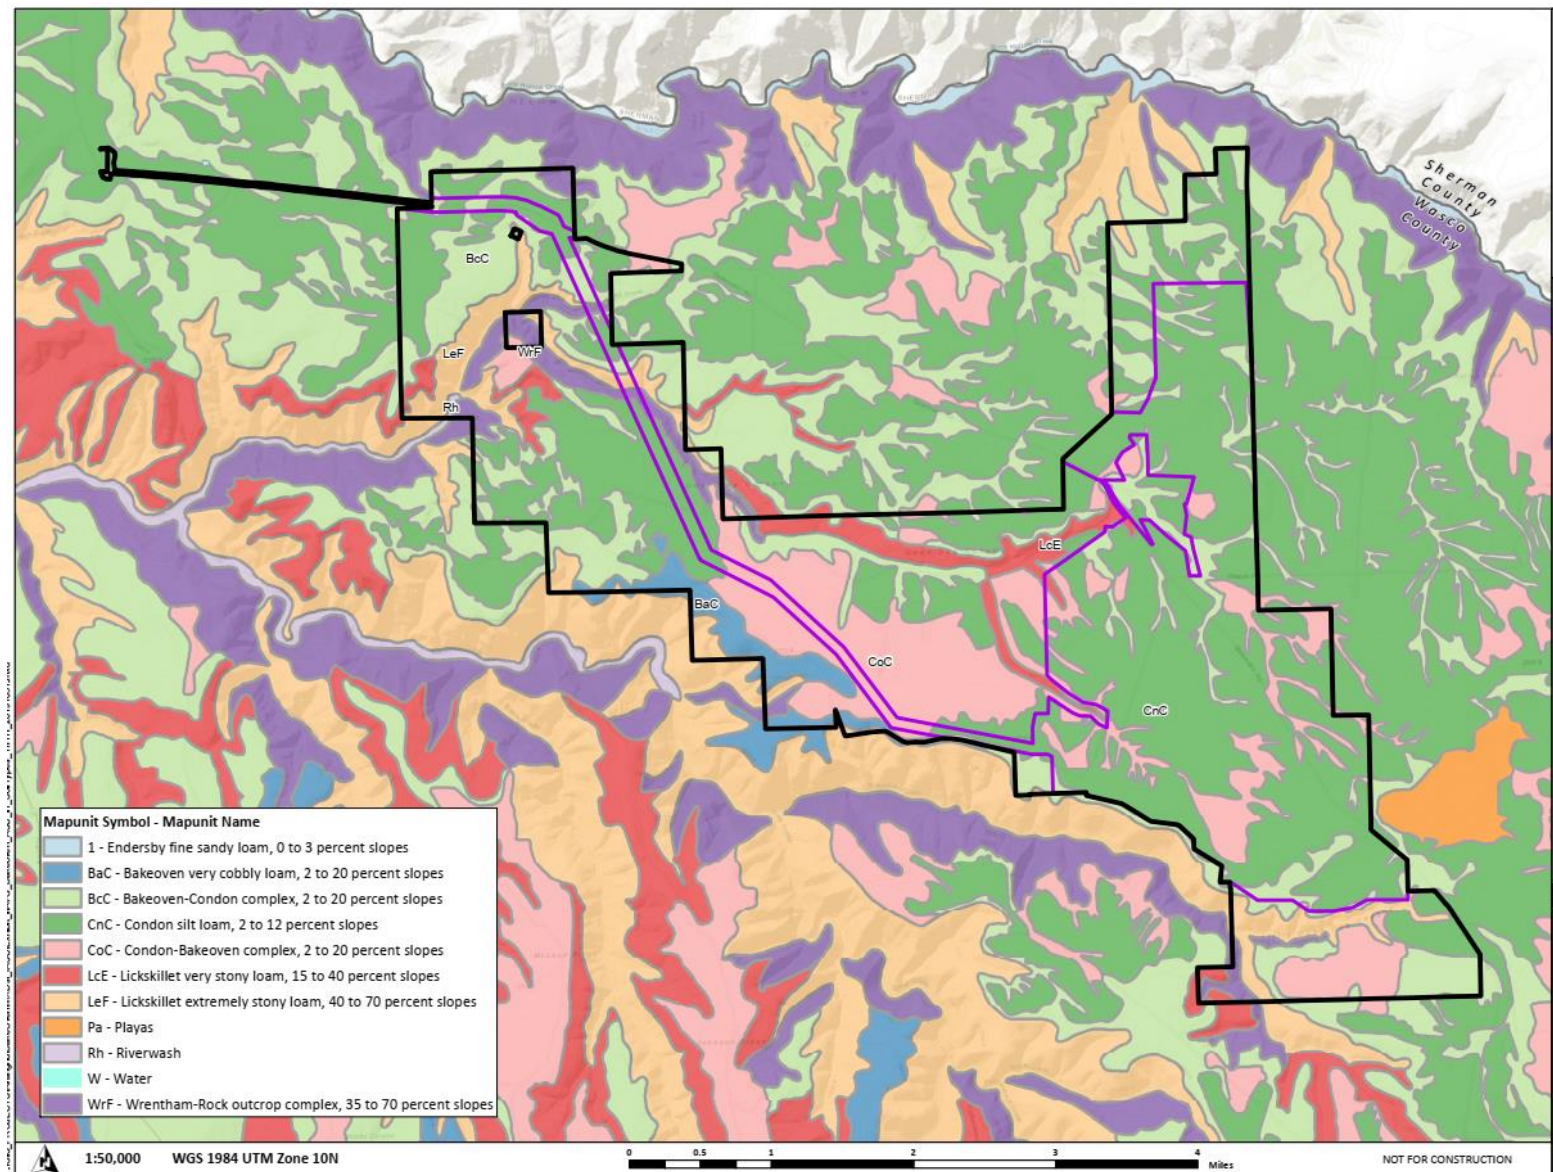 Sherman
County
Wasco
County
BcC
LeF
WrF
Rh
LcE
BaC
CoC
CnC
Mapunit Symbol - Mapunit Name
1 - Endersby fine sandy loam, 0 to 3 percent slopes
BaC - Bakeoven very cobbly loam, 2 to 20 percent slopes
BcC - Bakeoven-Condon complex, 2 to 20 percent slopes
CnC - Condon silt loam, 2 to 12 percent slopes
CoC - Condon-Bakeoven complex, 2 to 20 percent slopes
LcE - Lickskillet very stony loam, 15 to 40 percent slopes
LeF - Lickskillet extremely stony loam, 40 to 70 percent slopes
Pa - Playas
Rh - Riverwash
W - Water
WrF - Wrentham-Rock outcrop complex, 35 to 70 percent slopes
1:50,000 WGS 1984 UTM Zone 10N
0 0.5 1 2 3 4
Miles
NOT FOR CONSTRUCTION